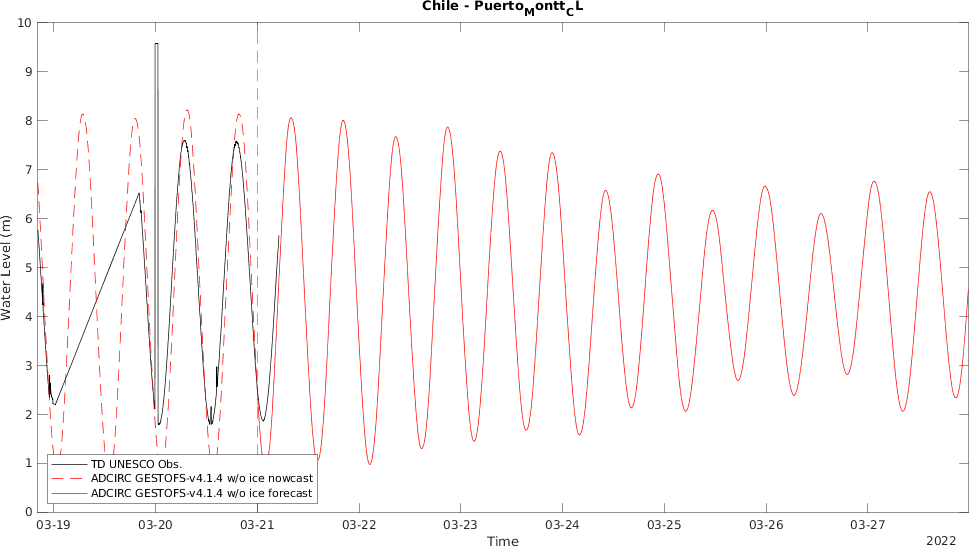 Chile - PuertoMonttCL
10
9
8
7
6
5
4
3
2
1
0
Water Level (m)
TD UNESCO Obs.
ADCIRC GESTOFS-v4.1.4 w/o ice nowcast
ADCIRC GESTOFS-v4.1.4 w/o ice forecast
03-19 03-20 03-21 03-22 03-23 03-24 03-25 03-26 03-27
Time
2022